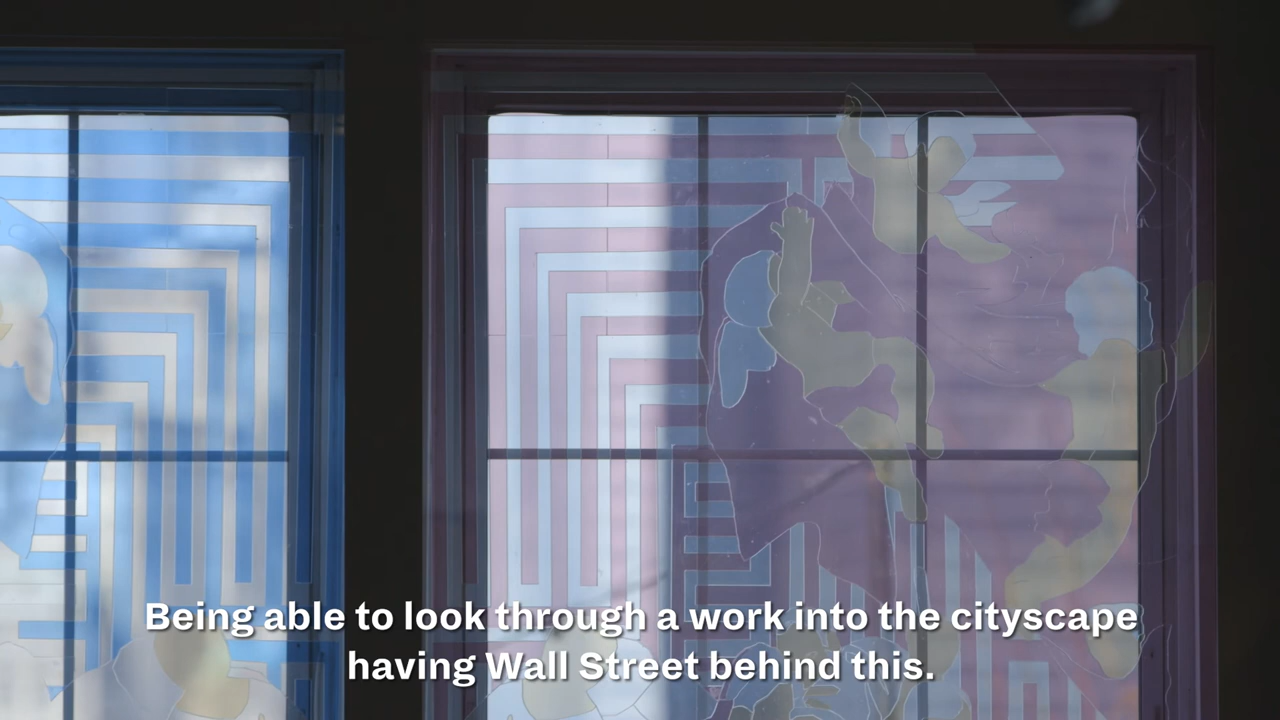 Being able to look through a work into the cityscape
having Wall Street behind this.